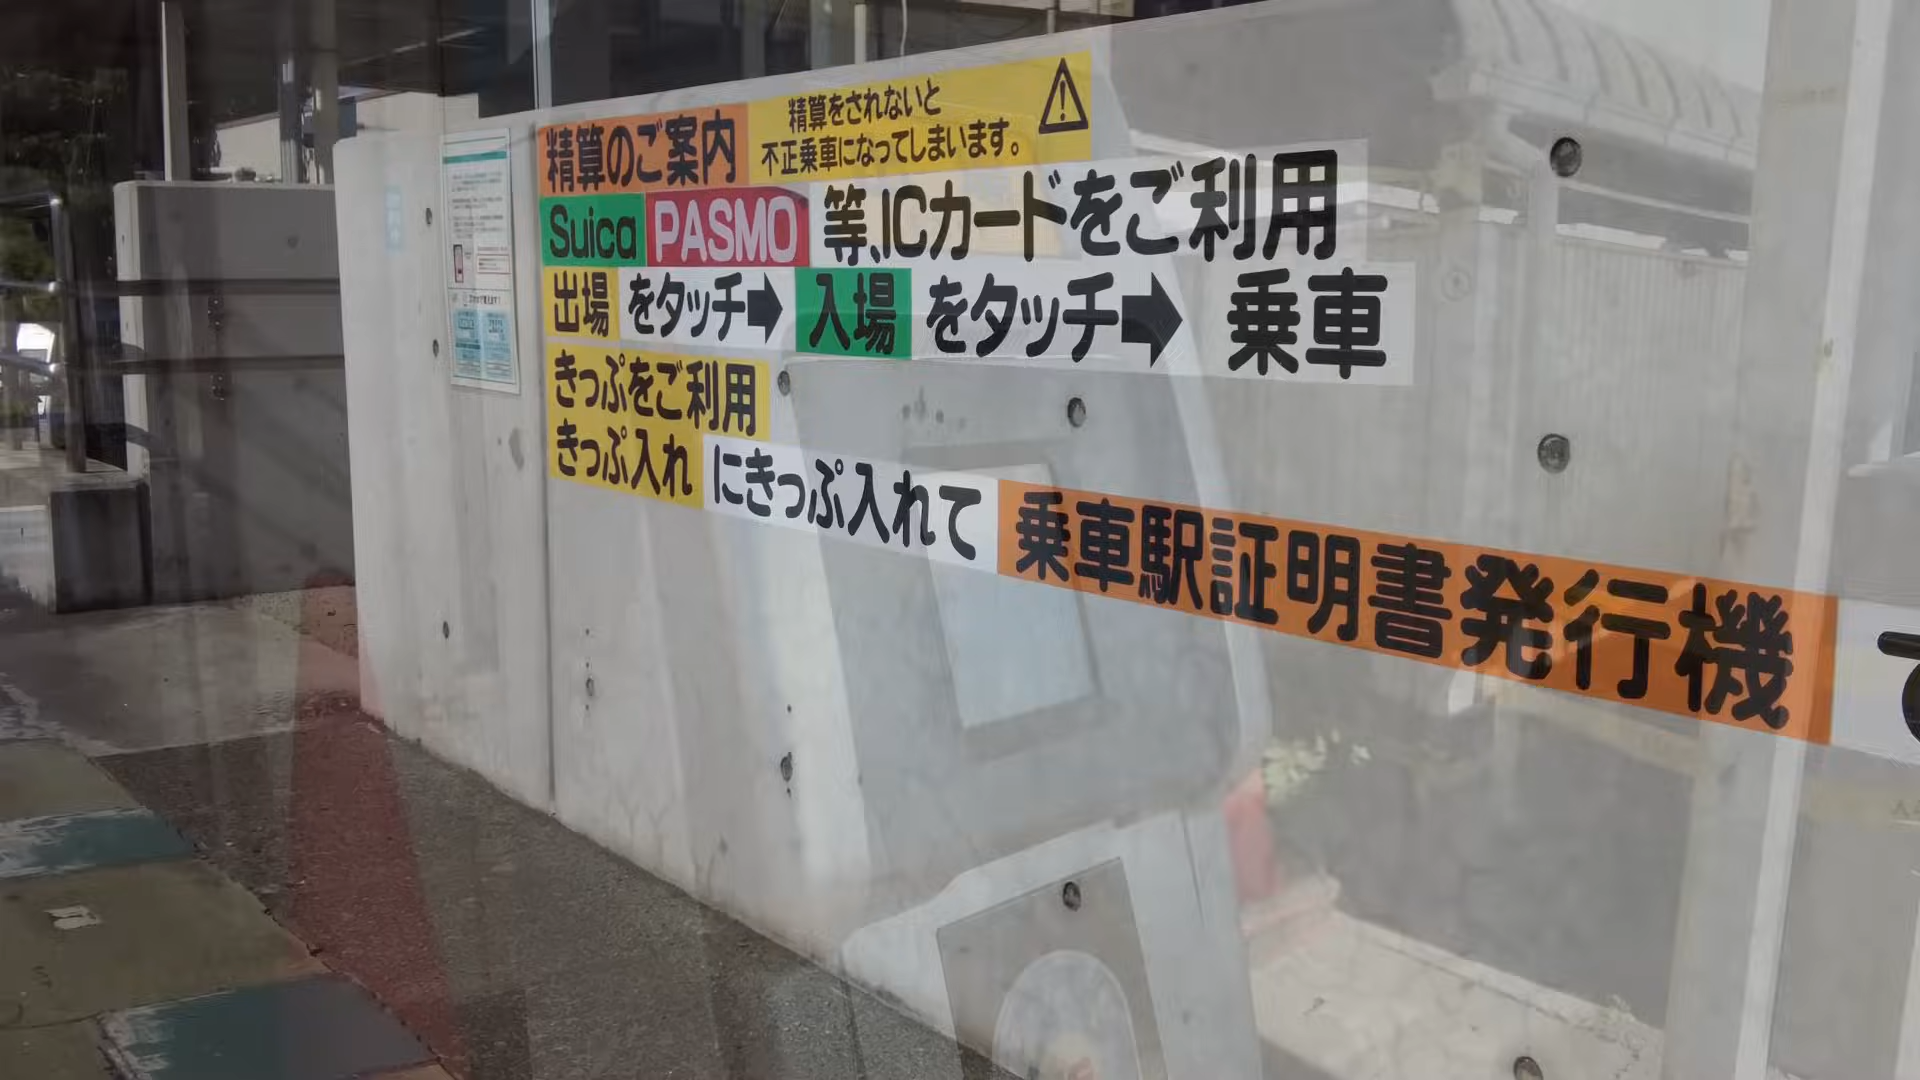 精算のご案内
精算をされないと
不正乗車になってしまいます。
Suica PASMO 等、ICカードをご利用
出場 をタッチ➡ 入場 をタッチ➡ 乗車
きっぷをご利用
きっぷ入れ にきっぷ入れて 乗車駅証明書発行機